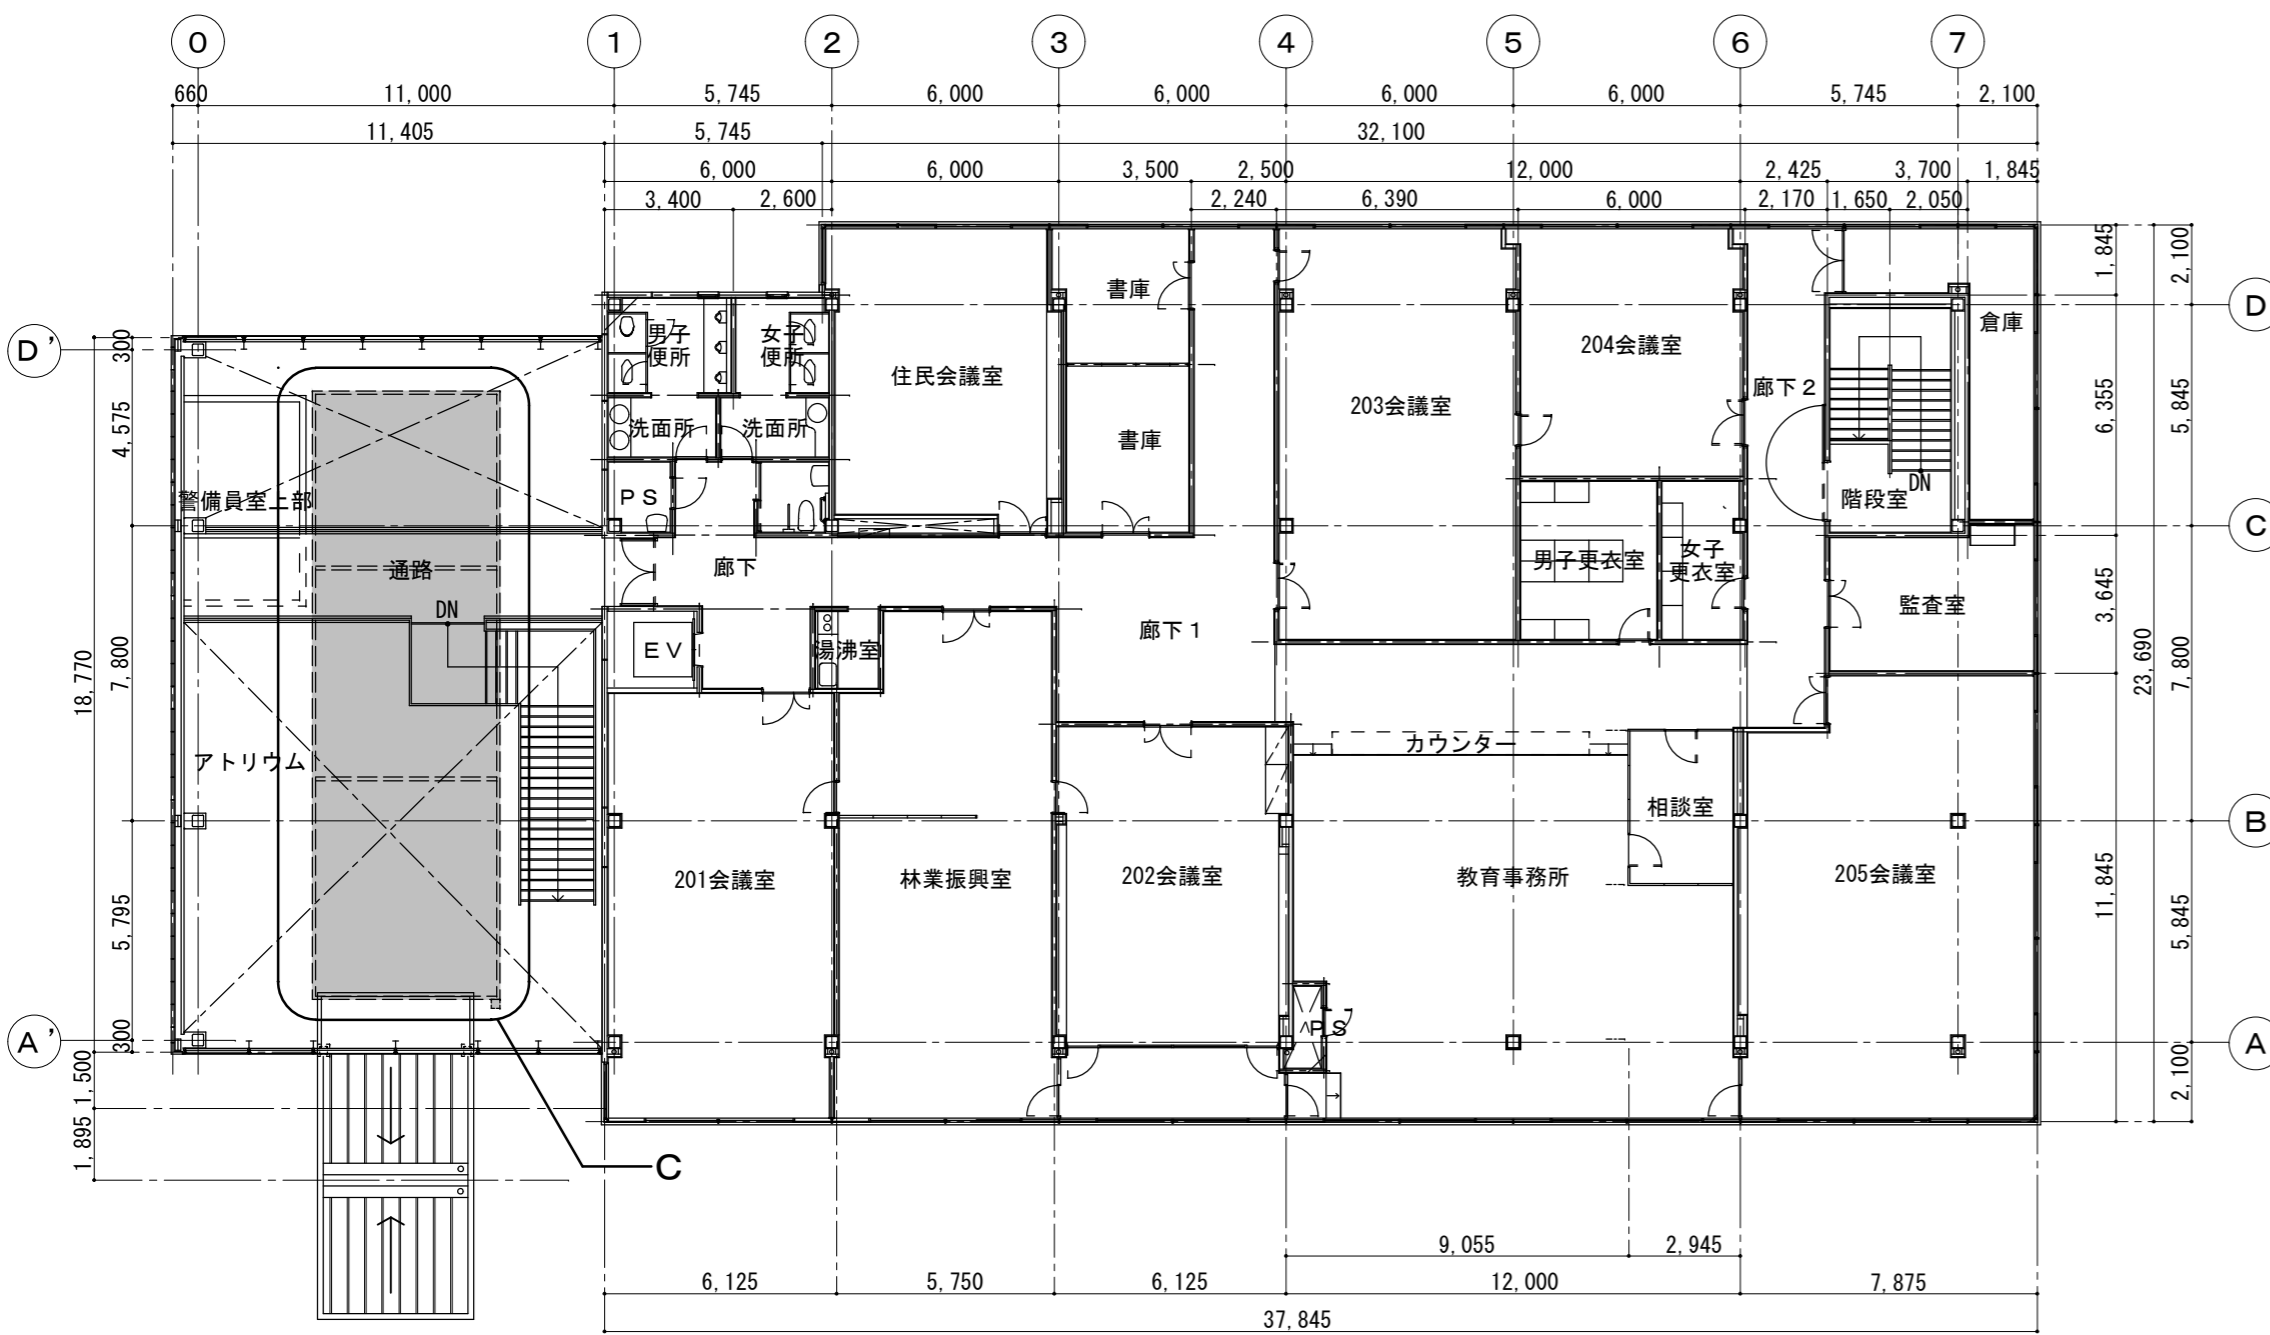 0 1 2 3 4 5 6 7
660 11,000 5,745 6,000 6,000 6,000 6,000 5,745 2,100
11,405 5,745 32,100
6,000 6,000 3,500 2,500 12,000 2,425 3,700 1,845
3,400 2,600 2,240 6,390 6,000 2,170 1,650 2,050
D'
C
A'
D
C
B
A
300
4,575
7,800
5,795
300
18,770
1,500
1,895
1,845
6,355
3,645
11,845
23,690
2,100
5,845
7,800
5,845
2,100
男子
便所
女子
便所
洗面所
洗面所
PS
住民会議室
書庫
書庫
203会議室
204会議室
廊下2
倉庫
DN
階段室
警備員室上部
通路
DN
廊下
男子更衣室
女子
更衣室
監査室
EV
湯沸室
廊下1
アトリウム
カウンター
相談室
201会議室
林業振興室
202会議室
教育事務所
205会議室
PS
9,055 2,945
6,125 5,750 6,125 12,000 7,875
37,845